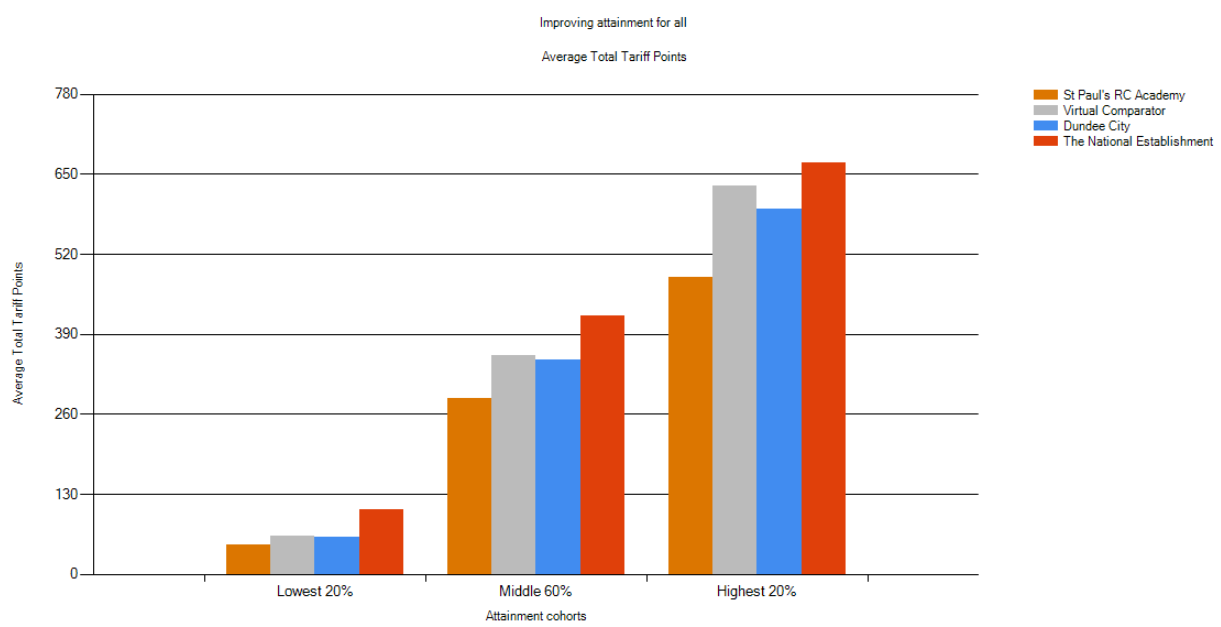 Improving attainment for all
Average Total Tariff Points
780
650
520
390
260
130
0
Average Total Tariff Points
Lowest 20%
Middle 60%
Highest 20%
Attainment cohorts
St Paul's RC Academy
Virtual Comparator
Dundee City
The National Establishment